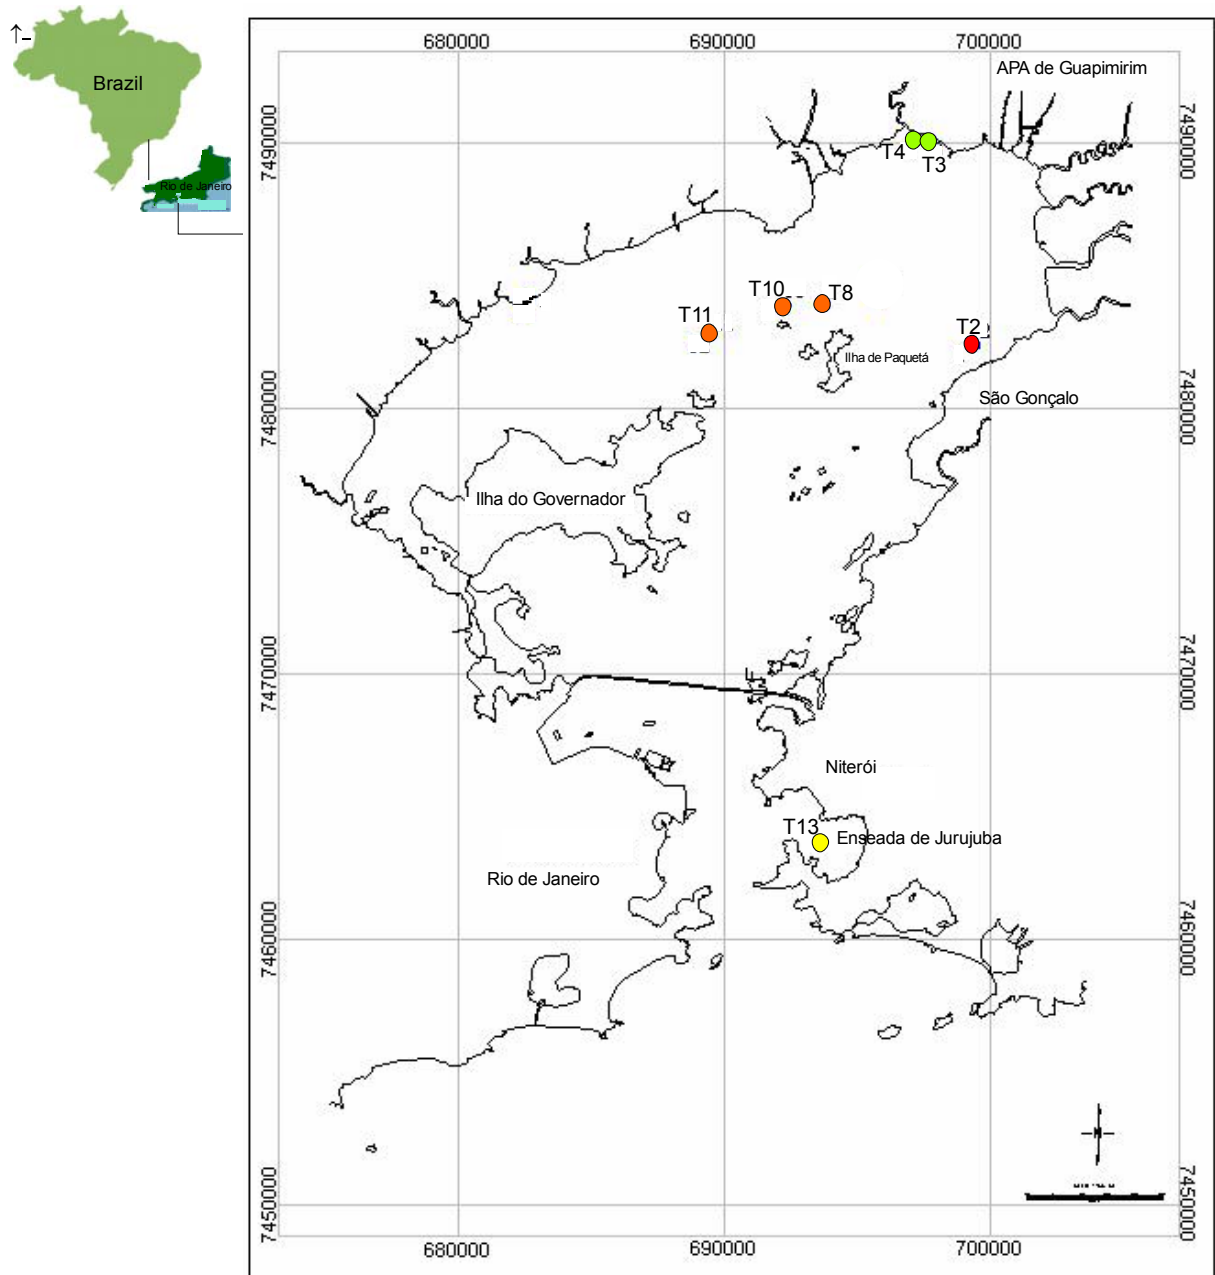 Brazil
Rio de Janeiro
680000
690000
700000
APA de Guapimirim
7490000
7490000
T4
T3
T10
T8
T11
T2
Ilha de Paquetá
São Gonçalo
7480000
7480000
Ilha do Governador
7470000
7470000
Niterói
T13
Enseada de Jurujuba
Rio de Janeiro
7460000
7460000
7450000
7450000
680000
690000
700000